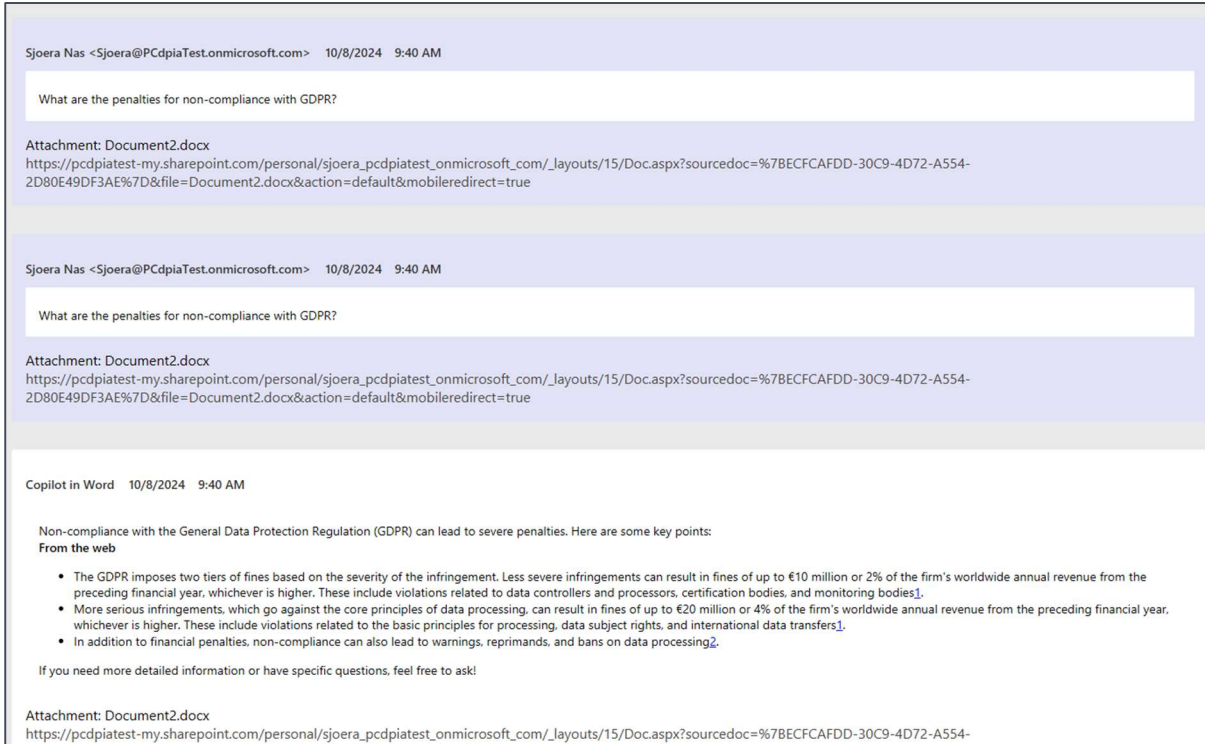 Sjoera Nas <Sjoera@PCdpiaTest.onmicrosoft.com> 10/8/2024 9:40 AM
What are the penalties for non-compliance with GDPR?
Attachment: Document2.docx
https://pcdpiatest-my.sharepoint.com/personal/sjoera_pcdpiatest_onmicrosoft_com/_layouts/15/Doc.aspx?sourcedoc=%7BECFCAFDD-30C9-4D72-A554-
2D80E49DF3AE%7D&file=Document2.docx&action=default&mobileredirect=true
Sjoera Nas <Sjoera@PCdpiaTest.onmicrosoft.com> 10/8/2024 9:40 AM
What are the penalties for non-compliance with GDPR?
Attachment: Document2.docx
https://pcdpiatest-my.sharepoint.com/personal/sjoera_pcdpiatest_onmicrosoft_com/_layouts/15/Doc.aspx?sourcedoc=%7BECFCAFDD-30C9-4D72-A554-
2D80E49DF3AE%7D&file=Document2.docx&action=default&mobileredirect=true
Copilot in Word 10/8/2024 9:40 AM
Non-compliance with the General Data Protection Regulation (GDPR) can lead to severe penalties. Here are some key points:
From the web
• The GDPR imposes two tiers of fines based on the severity of the infringement. Less severe infringements can result in fines of up to €10 million or 2% of the firm's worldwide annual revenue from the
preceding financial year, whichever is higher. These include violations related to data controllers and processors, certification bodies, and monitoring bodies1.
• More serious infringements, which go against the core principles of data processing, can result in fines of up to €20 million or 4% of the firm's worldwide annual revenue from the preceding financial year,
whichever is higher. These include violations related to the basic principles for processing, data subject rights, and international data transfers1.
• In addition to financial penalties, non-compliance can also lead to warnings, reprimands, and bans on data processing2.
If you need more detailed information or have specific questions, feel free to ask!
Attachment: Document2.docx
https://pcdpiatest-my.sharepoint.com/personal/sjoera_pcdpiatest_onmicrosoft_com/_layouts/15/Doc.aspx?sourcedoc=%7BECFCAFDD-30C9-4D72-A554-